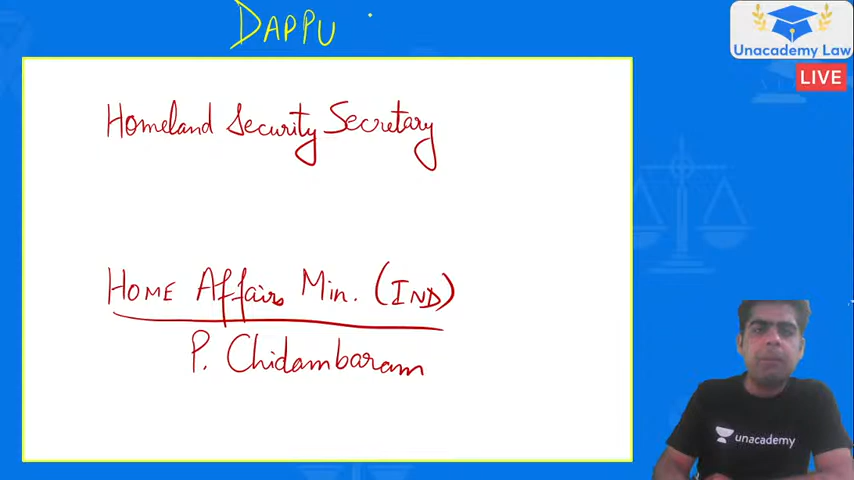 DAPPU
Unacademy Law
LIVE
Homeland Security Secretary
HOME Affairs Min. (IND)
P. Chidambaram
unacademy